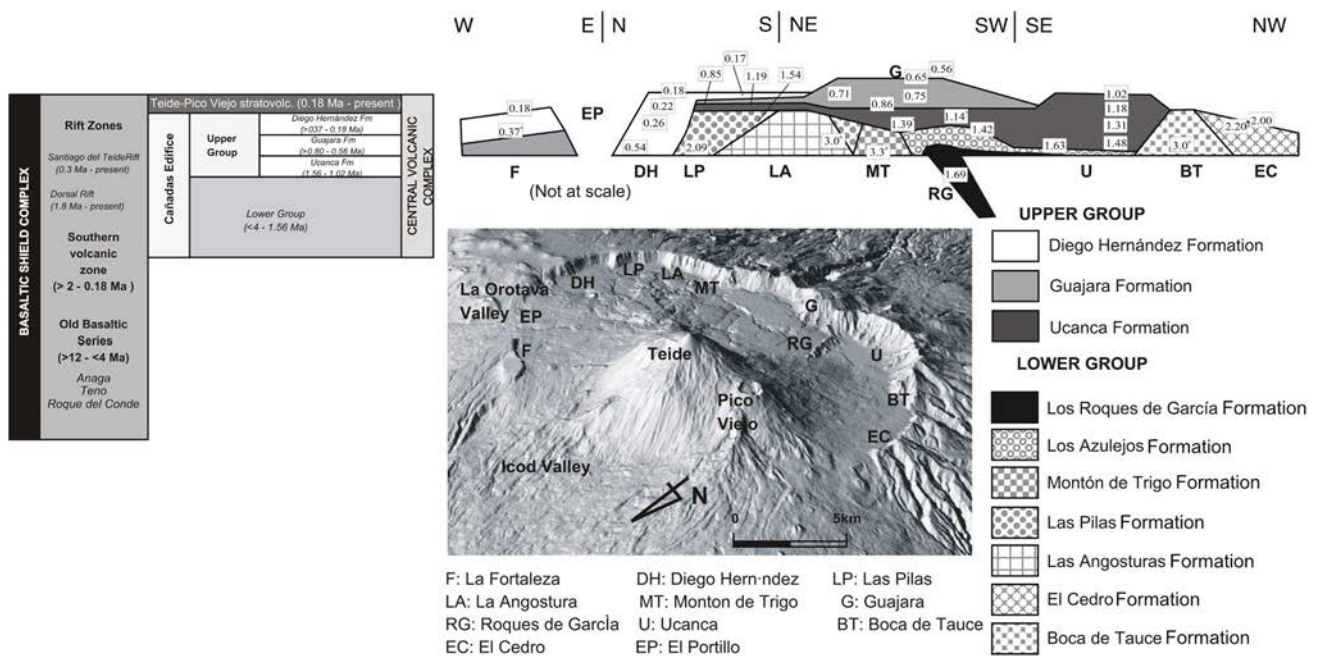 W
E
N
S
NE
SW
SE
NW
BASALTIC SHIELD COMPLEX
Rift Zones
Santiago del TeideRift
(0.3 Ma - present)
Dorsal Rift
(1.8 Ma - present)
Southern
volcanic
zone
(> 2 - 0.18 Ma )
Old Basaltic
Series
(>12 - <4 Ma)
Anaga
Teno
Roque del Conde
Teide-Pico Viejo stratovolc. (0.18 Ma - present )
Cañadas Edifice
Upper
Group
Diego Hernández Fm
(>037 - 0.18 Ma)
Guajara Fm
(>0.80 - 0.56 Ma)
Ucanca Fm
(1.56 - 1.02 Ma)
Lower Group
(<4 - 1.56 Ma)
CENTRAL VOLCANIC
COMPLEX
0.18
0.37*
F
EP
(Not at scale)
0.17
0.85
1.19
1.54
0.18
0.22
0.26
0.54
2.09
DH
LP
LA
G
0.56
0.65
0.71
0.75
0.86
3.0*
3.3*
MT
1.39*
1.14*
1.42
1.69
RG
1.63
1.02
1.18
1.31
1.48
U
3.0*
BT
2.20*
2.00
EC
UPPER GROUP
Diego Hernández Formation
Guajara Formation
Ucanca Formation
LOWER GROUP
Los Roques de García Formation
Los Azulejos Formation
Montón de Trigo Formation
Las Pilas Formation
Las Angosturas Formation
El Cedro Formation
Boca de Tauce Formation
La Orotava
Valley
DH
LP
LA
MT
EP
F
G
RG
U
Teide
Pico
Viejo
BT
EC
Icod Valley
N
0
5km
F: La Fortaleza
DH: Diego Hern·ndez
LP: Las Pilas
LA: La Angostura
MT: Monton de Trigo
G: Guajara
RG: Roques de GarcÌa
U: Ucanca
BT: Boca de Tauce
EC: El Cedro
EP: El Portillo